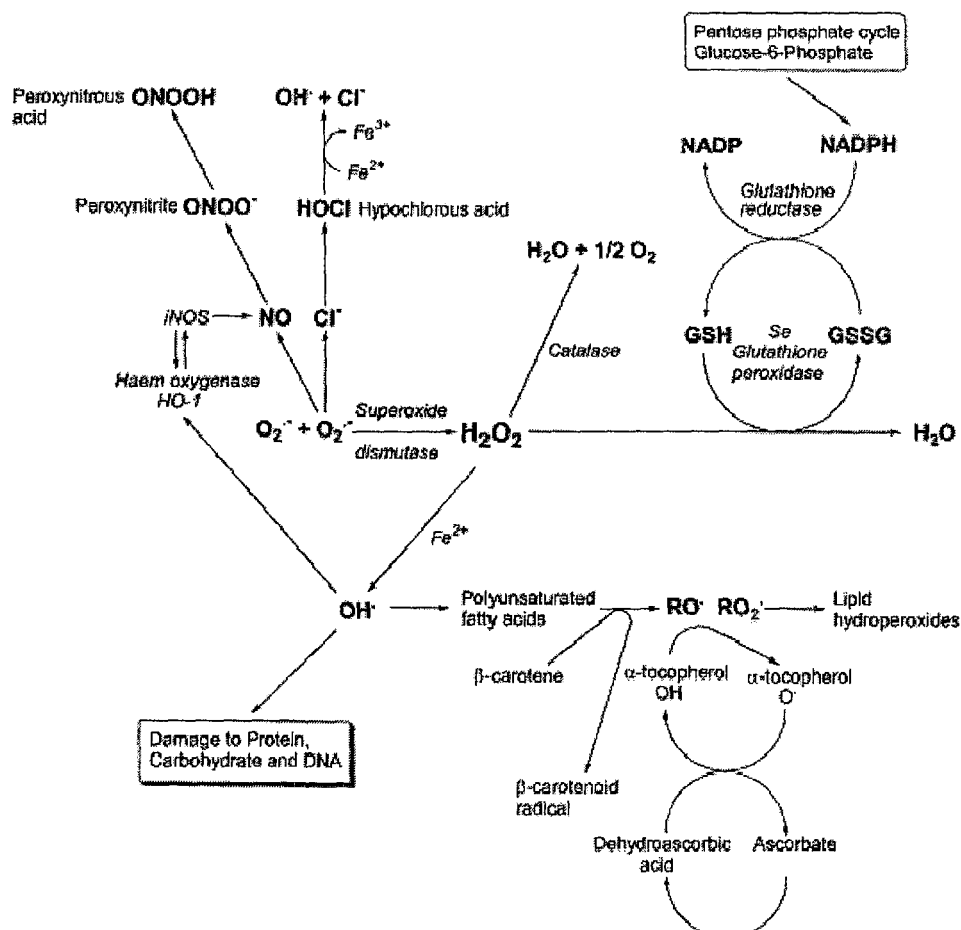 Pentose phosphate cycle
Glucose-6-Phosphate
Peroxynitrous ONOOH
acid
OH· + Cl⁻
Fe³⁺
Fe²⁺
NADP NADPH
Glutathione
reductase
Peroxynitrite ONOO⁻
HOCl Hypochlorous acid
H₂O + 1/2 O₂
iNOS NO Cl⁻
Catalase
GSH Se GSSG
Glutathione
peroxidase
Haem oxygenase
HO-1
O₂·⁻ + O₂·⁻ Superoxide
dismutase
H₂O₂
H₂O
Fe²⁺
OH·
Polyunsaturated
fatty acids
RO· RO₂·
Lipid
hydroperoxides
β-carotene
α-tocopherol
OH
α-tocopherol
O·
Damage to Protein,
Carbohydrate and DNA
β-carotenoid
radical
Dehydroascorbic
acid
Ascorbate